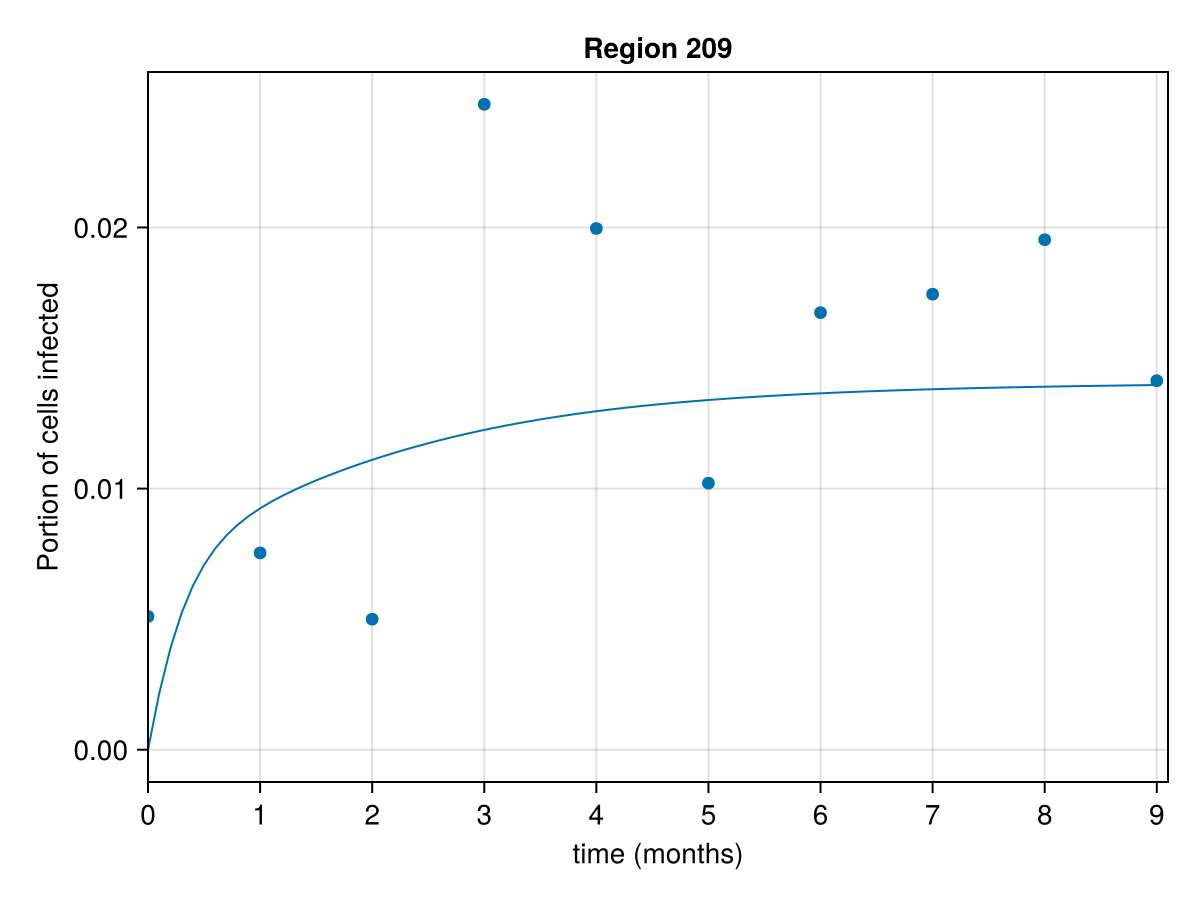 Region 209
Portion of cells infected
0.02
0.01
0.00
0 1 2 3 4 5 6 7 8 9
time (months)